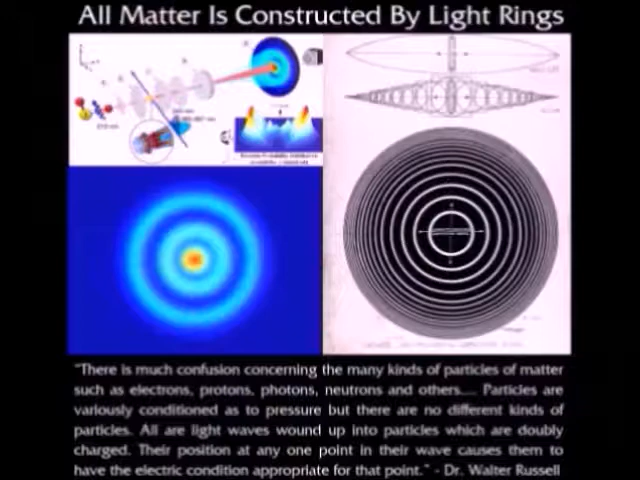 All Matter Is Constructed By Light Rings
"There is much confusion concerning the many kinds of particles of matter
such as electrons, protons, photons, neutrons and others.... Particles are
variously conditioned as to pressure but there are no different kinds of
particles. All are light waves wound up into particles which are doubly
charged. Their position at any one point in their wave causes them to
have the electric condition appropriate for that point." - Dr. Walter Russell